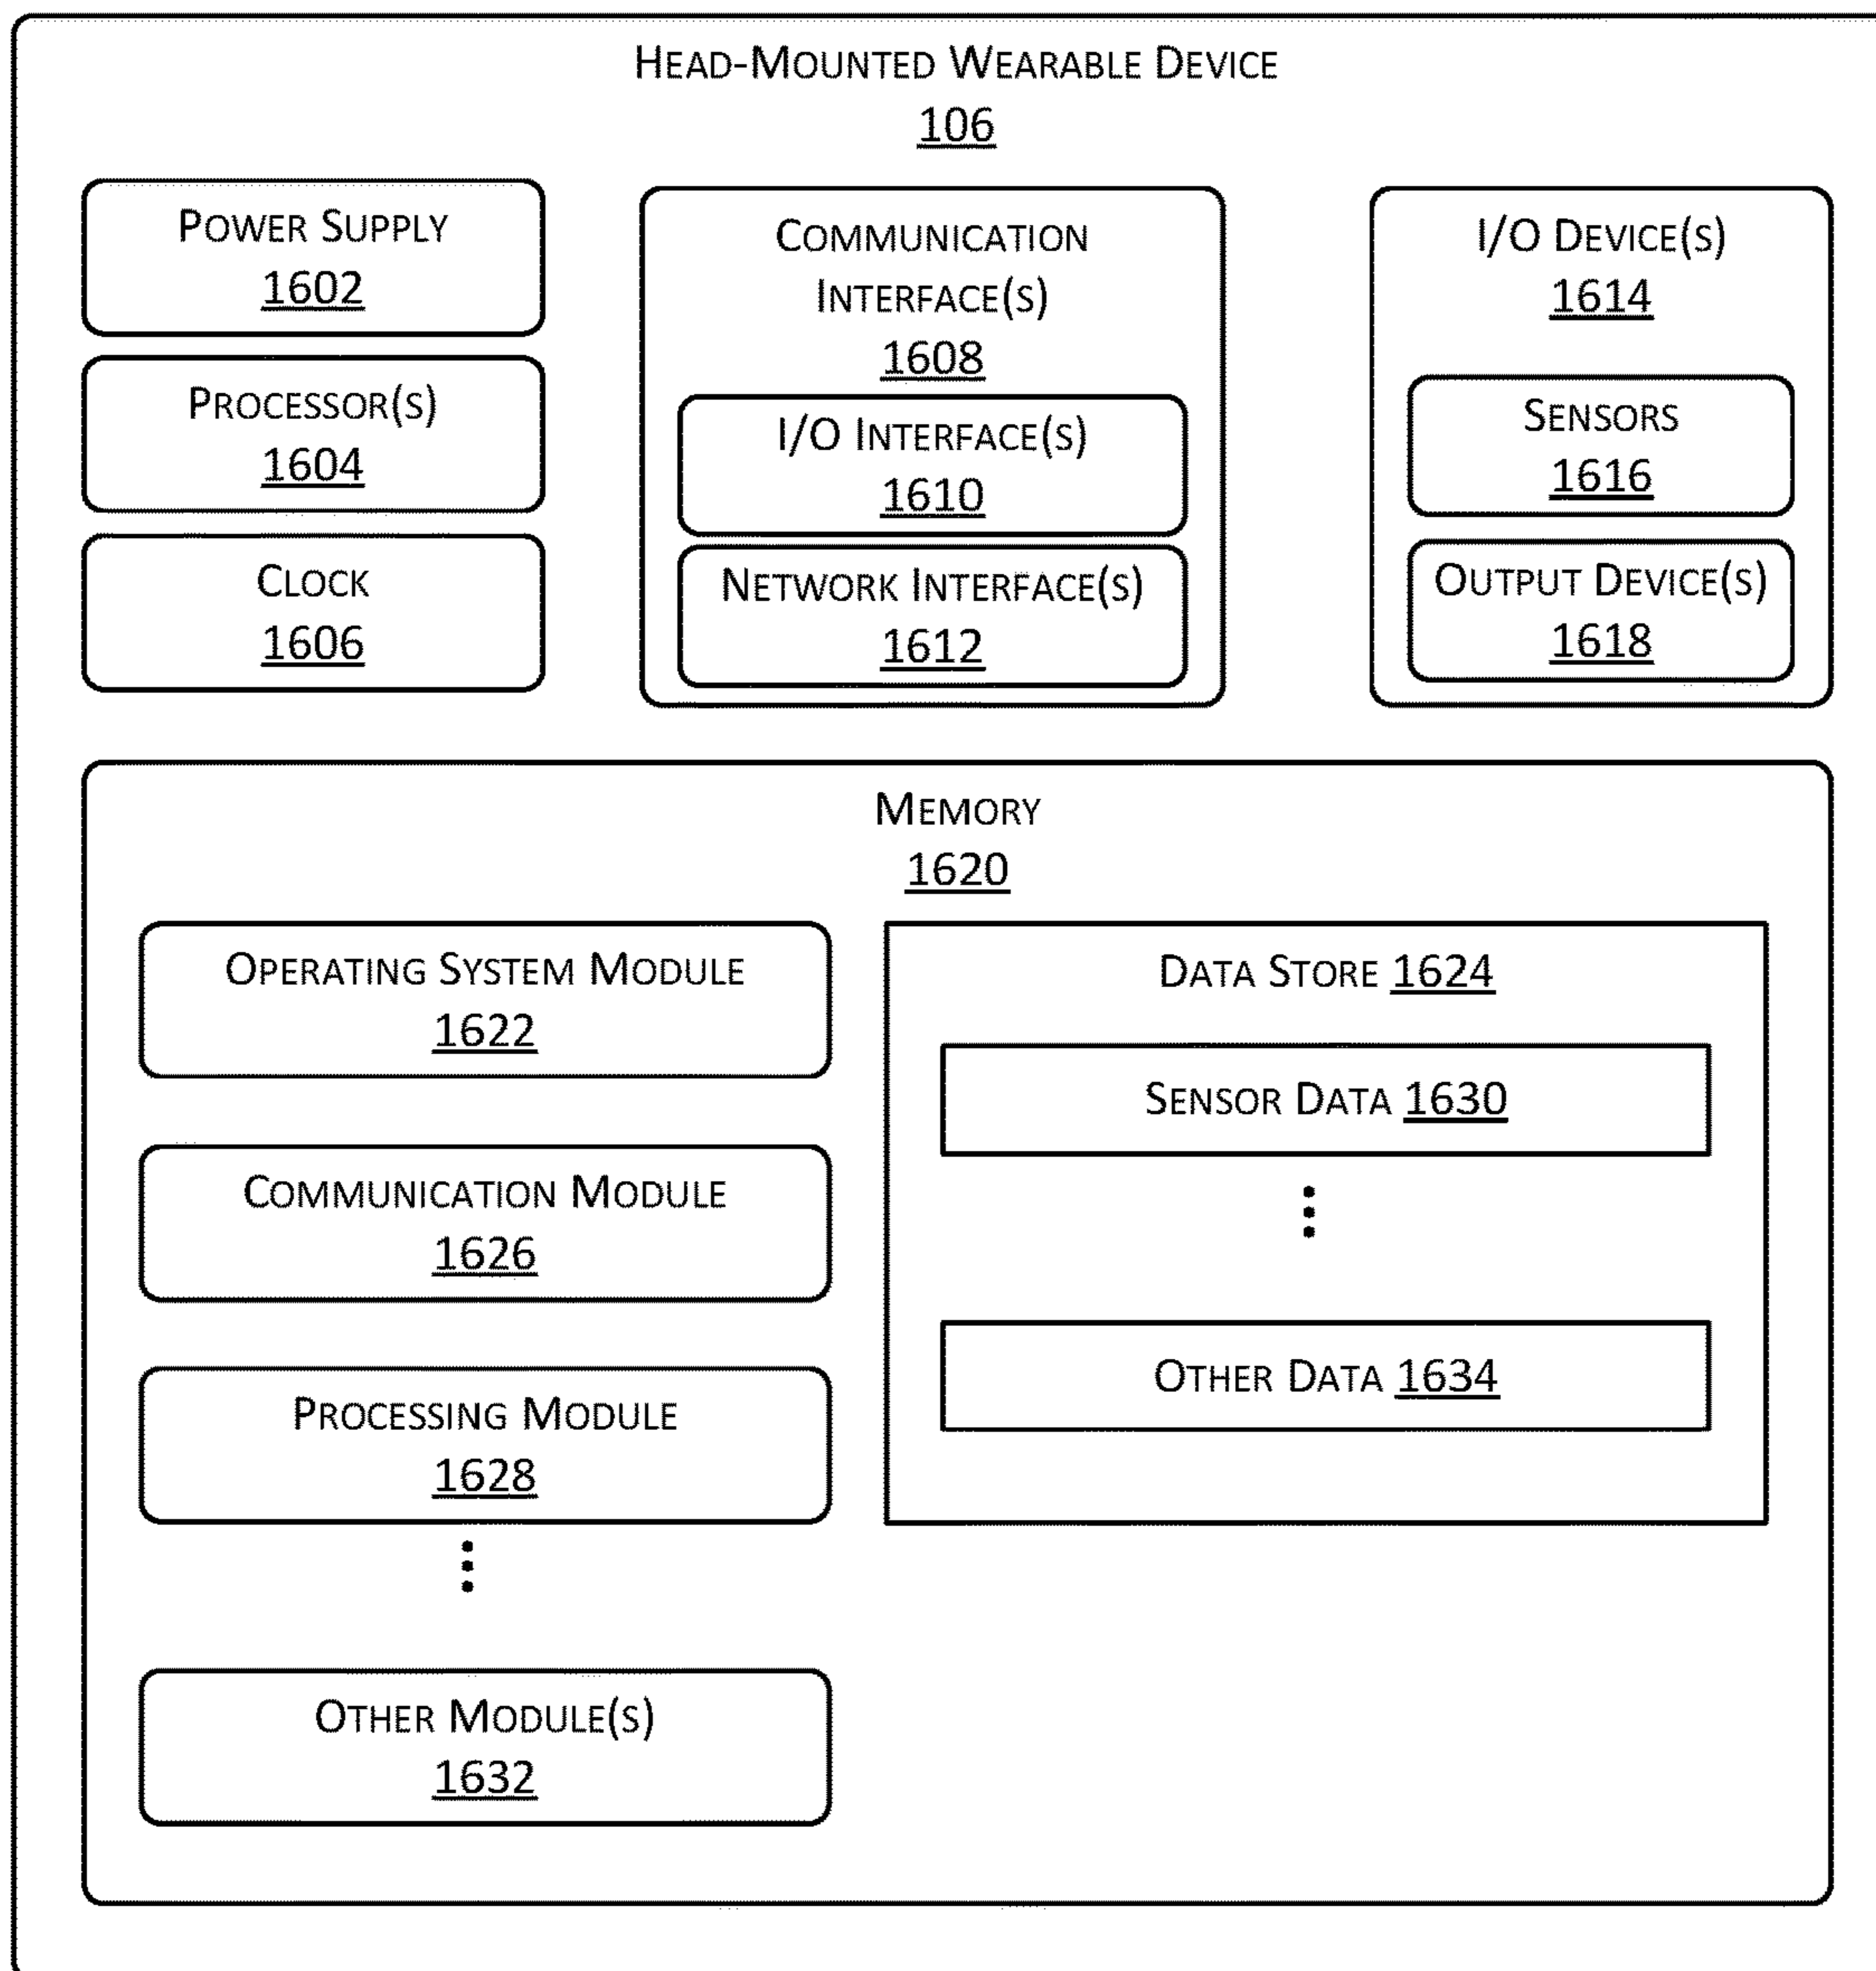 Head-Mounted Wearable Device
106
Power Supply
1602
Processor(s)
1604
Clock
1606
Communication
Interface(s)
1608
I/O Interface(s)
1610
Network Interface(s)
1612
I/O Device(s)
1614
Sensors
1616
Output Device(s)
1618
Memory
1620
Operating System Module
1622
Communication Module
1626
Processing Module
1628
Other Module(s)
1632
Data Store 1624
Sensor Data 1630
Other Data 1634